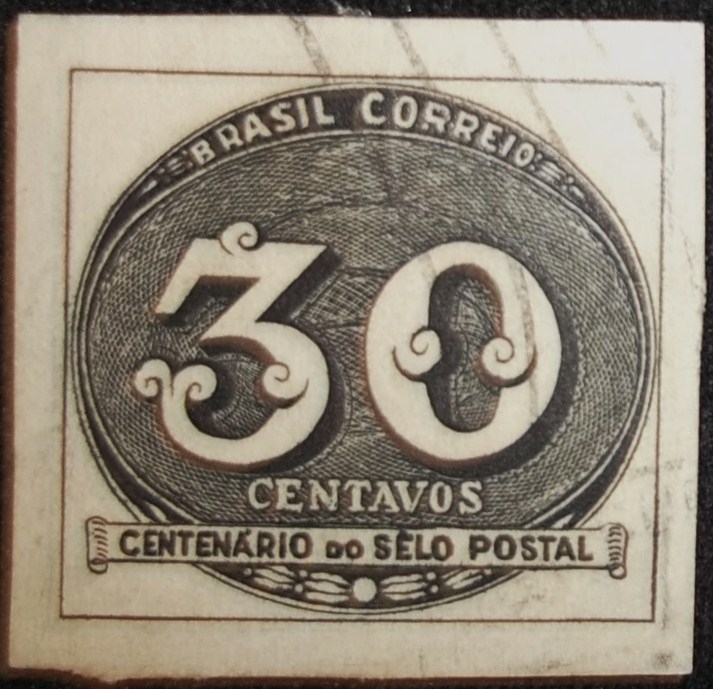 BRASIL CORREIO
30
CENTAVOS
CENTENÁRIO DO SÊLO POSTAL